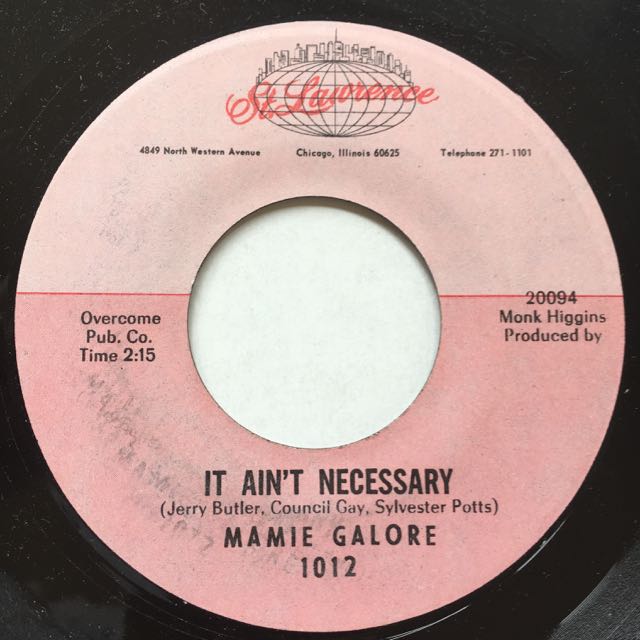 St. Lawrence
4849 North Western Avenue Chicago, Illinois 60625 Telephone 271-1101
Overcome
Pub. Co.
Time 2:15
20094
Monk Higgins
Produced by
IT AIN'T NECESSARY
(Jerry Butler, Council Gay, Sylvester Potts)
MAMIE GALORE
1012